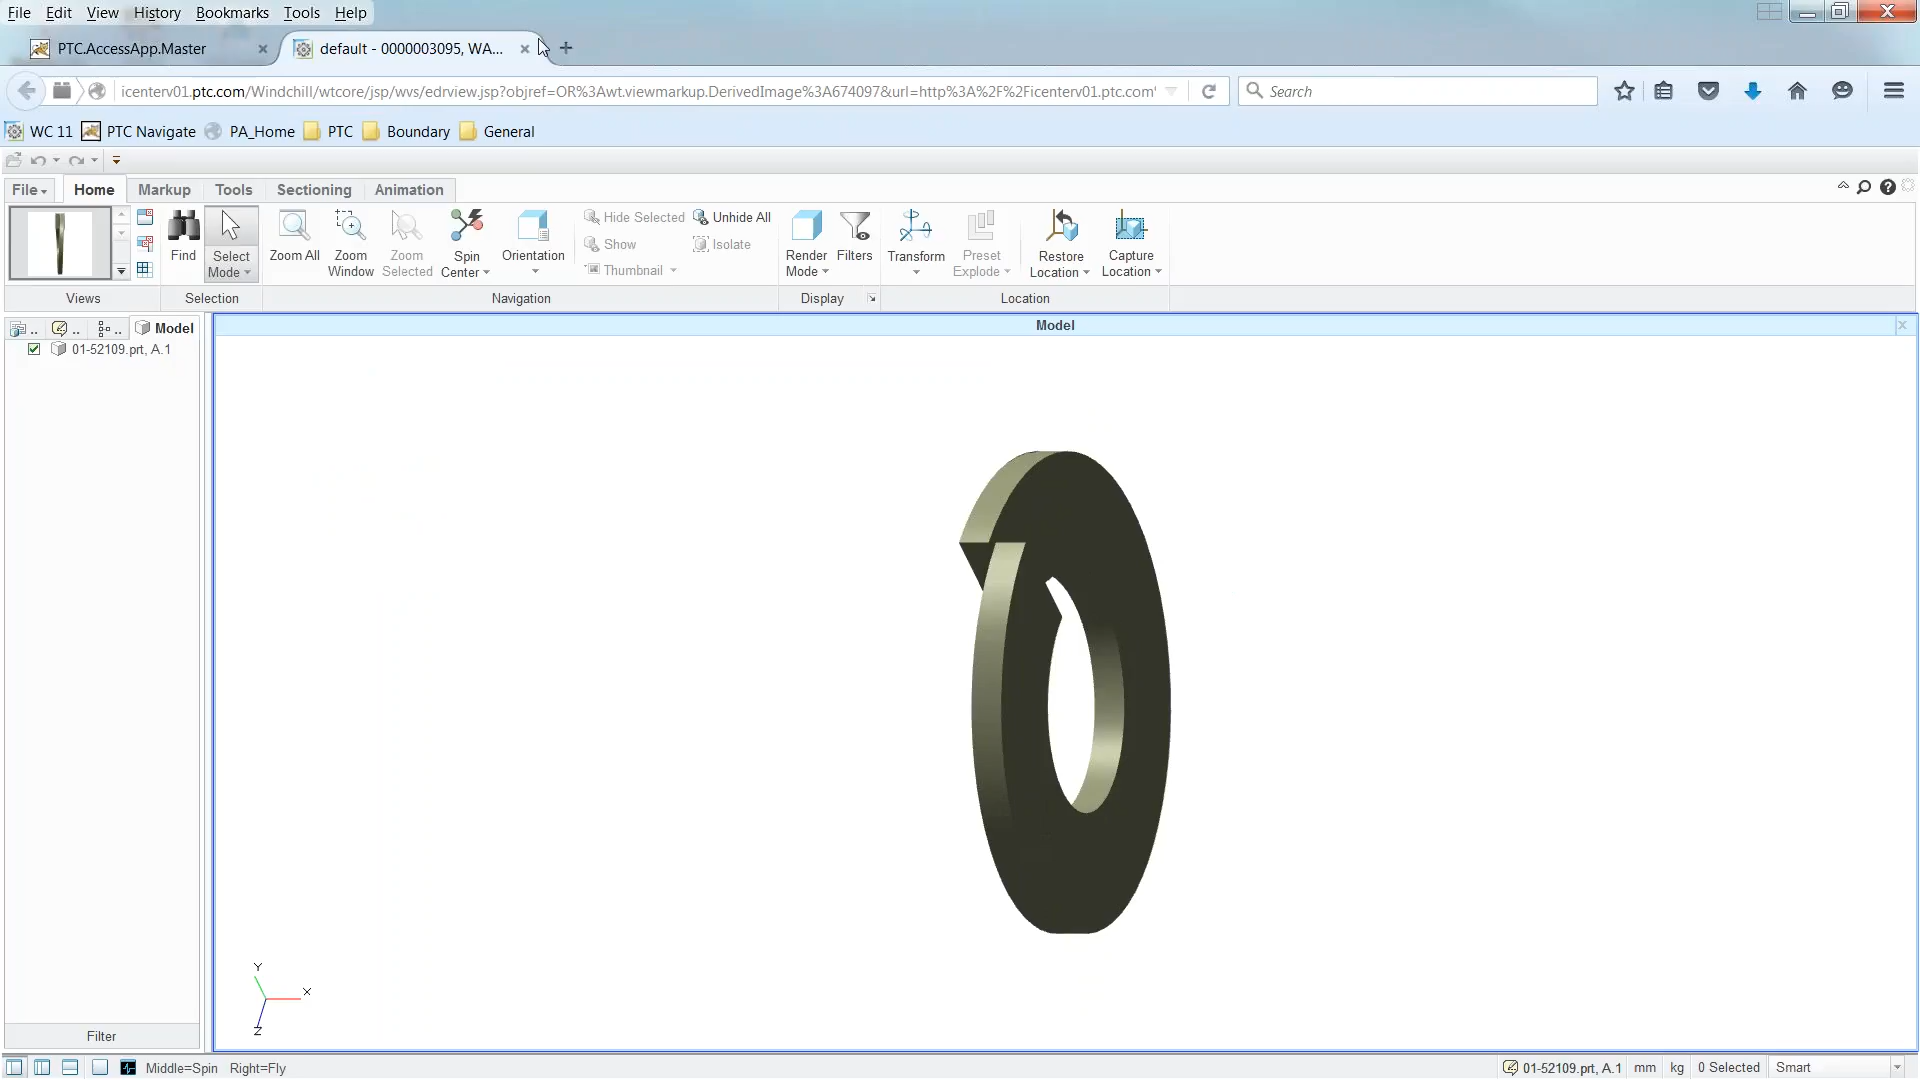 File Edit View History Bookmarks Tools Help
PTC.AccessApp.Master
default - 0000003095, WA...
icenterv01.ptc.com/Windchill/wtcore/jsp/wvs/edrview.jsp?objref=OR%3Awt.viewmarkup.DerivedImage%3A674097&url=http%3A%2F%2Ficenterv01.ptc.com%
Search
WC 11 PTC Navigate PA_Home PTC Boundary General
File Home Markup Tools Sectioning Animation
Find
Select Mode
Zoom All
Zoom Window
Zoom Selected
Spin Center
Orientation
Hide Selected
Unhide All
Show
Isolate
Thumbnail
Render Mode
Filters
Transform
Preset Explode
Restore Location
Capture Location
Views Selection Navigation Display Location
.. .. .. Model
Model
01-52109.prt, A.1
Y
X
Z
Filter
Middle=Spin Right=Fly
01-52109.prt, A.1 mm kg 0 Selected Smart